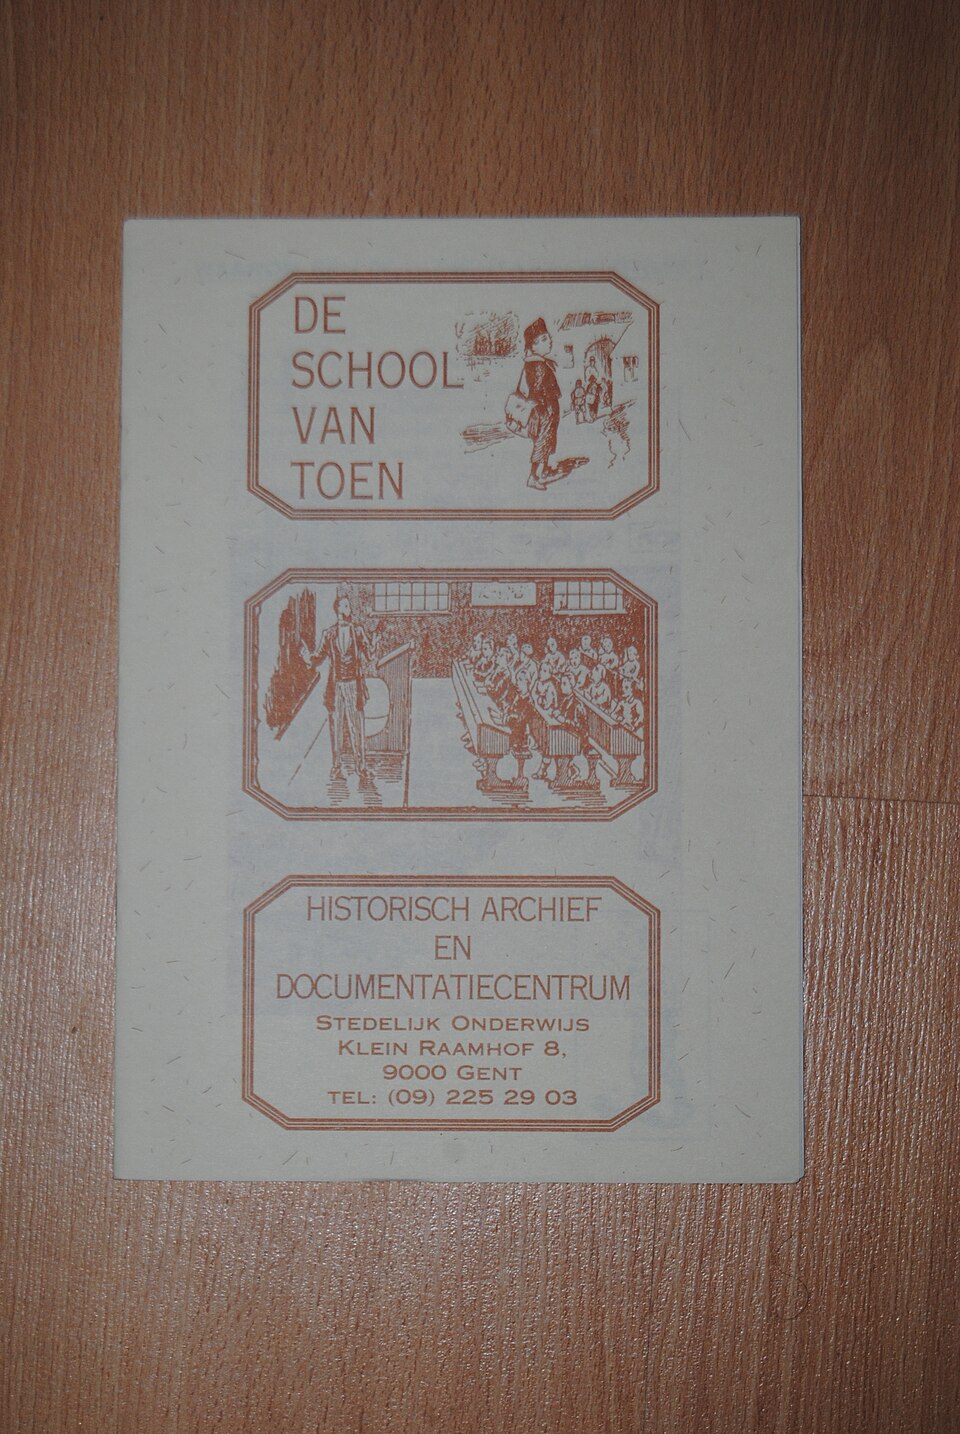 DE
SCHOOL
VAN
TOEN
HISTORISCH ARCHIEF
EN
DOCUMENTATIECENTRUM
STEDELIJK ONDERWIJS
KLEIN RAAMHOF 8,
9000 GENT
TEL: (09) 225 29 03